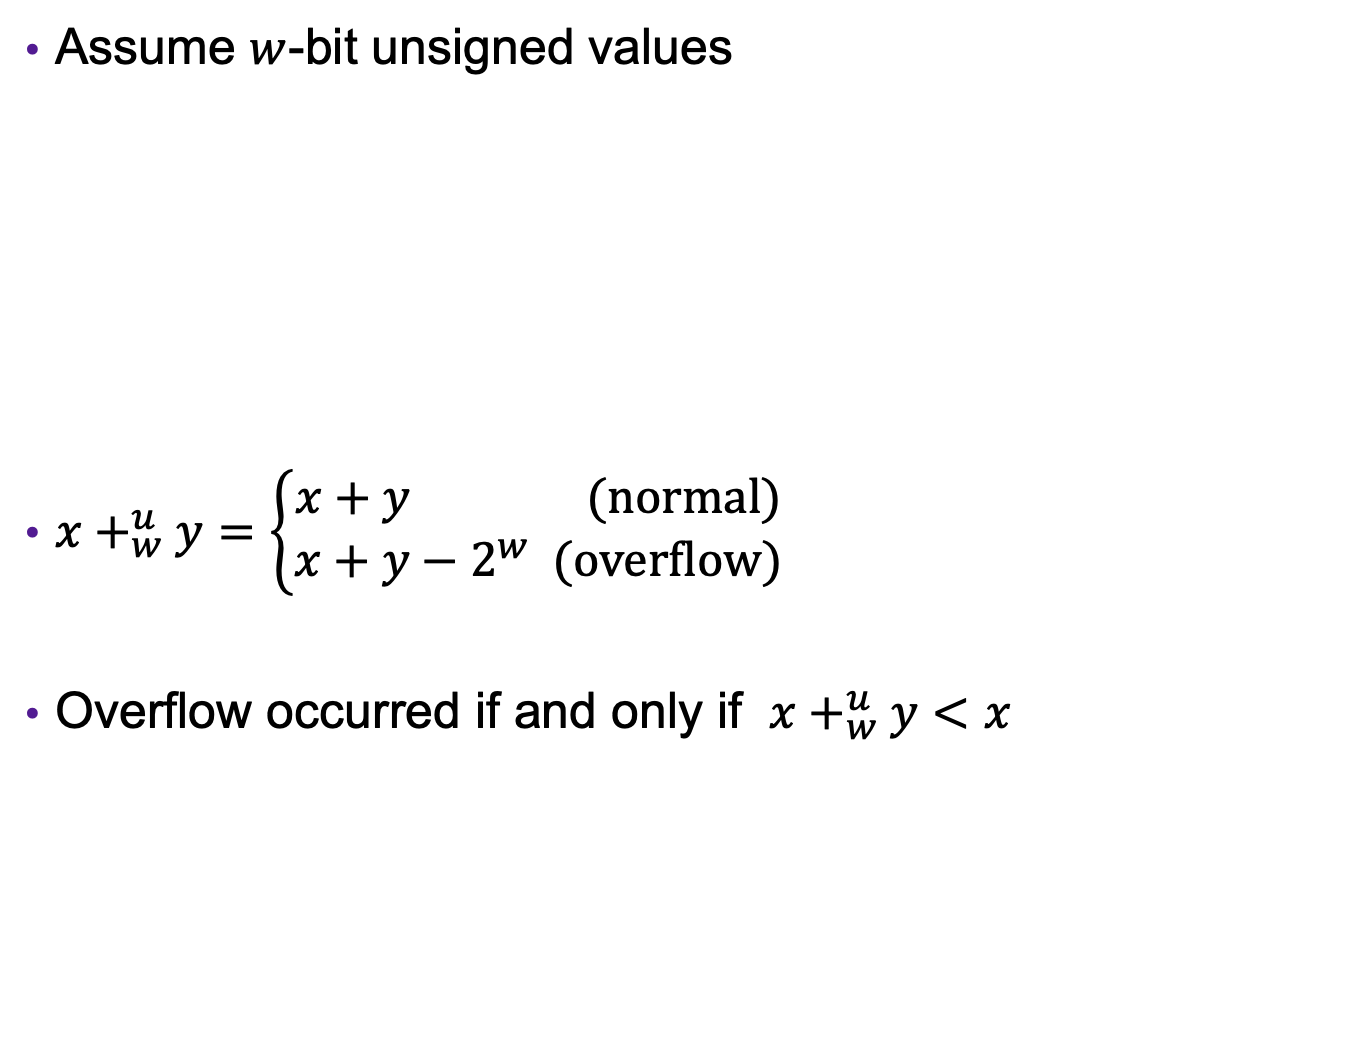 • Assume 𝑤-bit unsigned values
• 𝑥 +ᵘ_w 𝑦 = { 𝑥 + 𝑦 (normal)
𝑥 + 𝑦 − 2ʷ (overflow)
• Overflow occurred if and only if 𝑥 +ᵘ_w 𝑦 < 𝑥